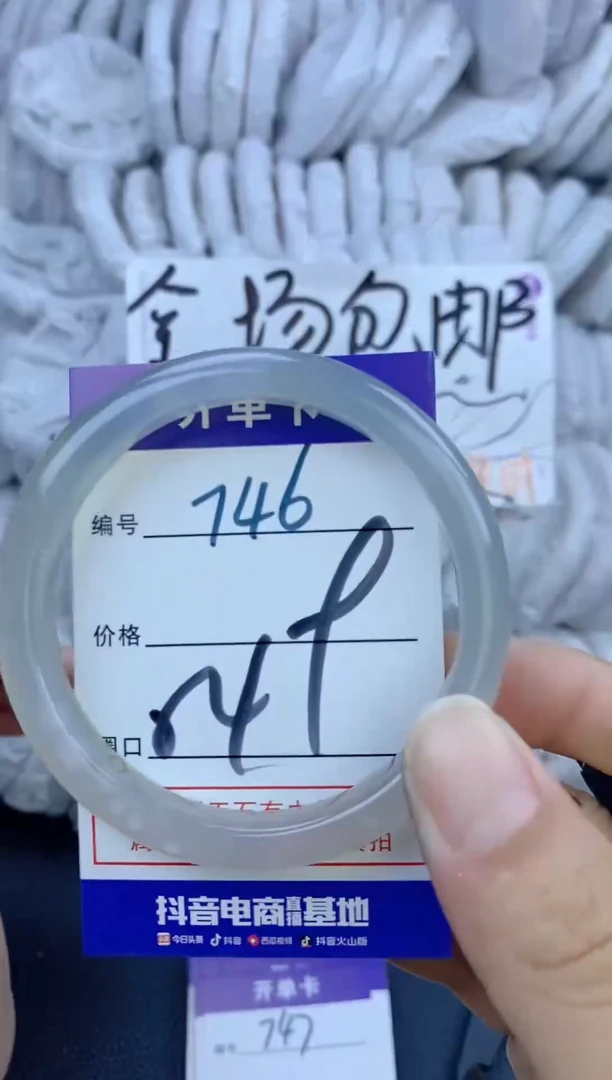 全场包邮
开单卡
编号 746
价格
圈口
抖音电商直播基地
今日头条 抖音 西瓜视频 抖音火山版
开单卡
编号 747